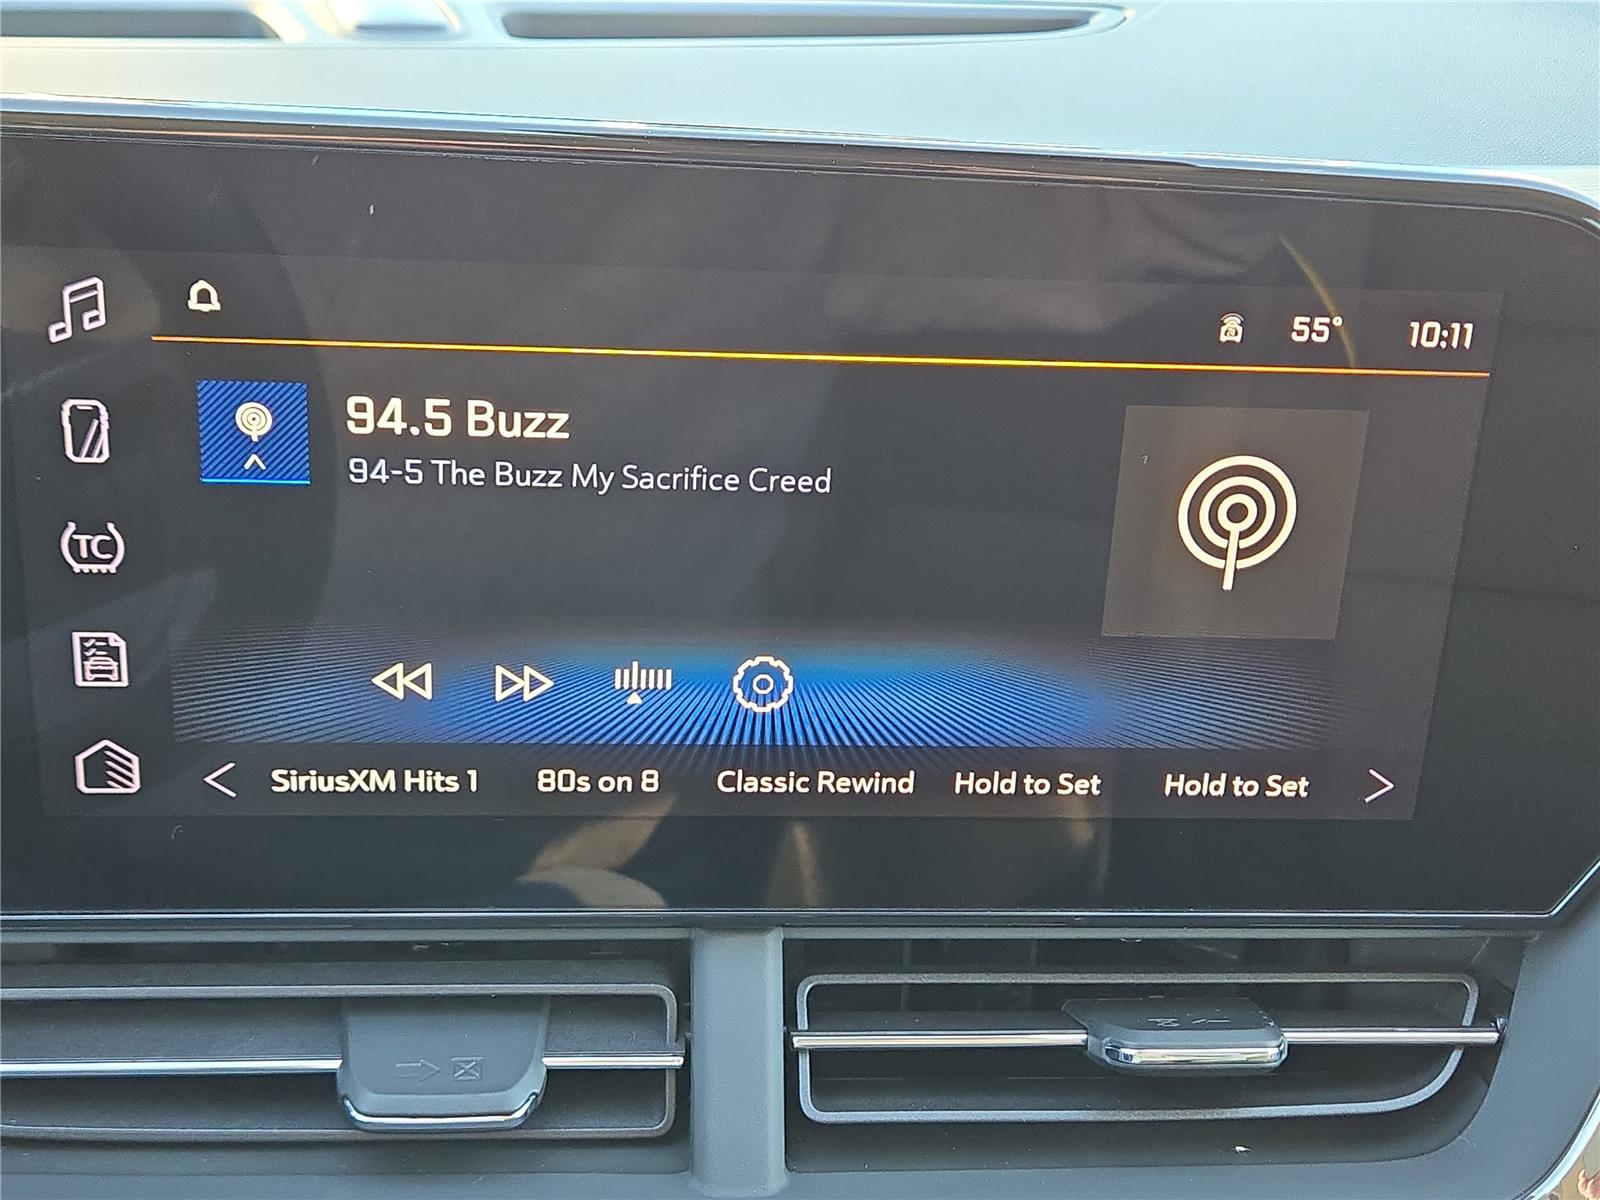 55° 10:11
94.5 Buzz
94-5 The Buzz My Sacrifice Creed
TC
SiriusXM Hits 1 80s on 8 Classic Rewind Hold to Set Hold to Set